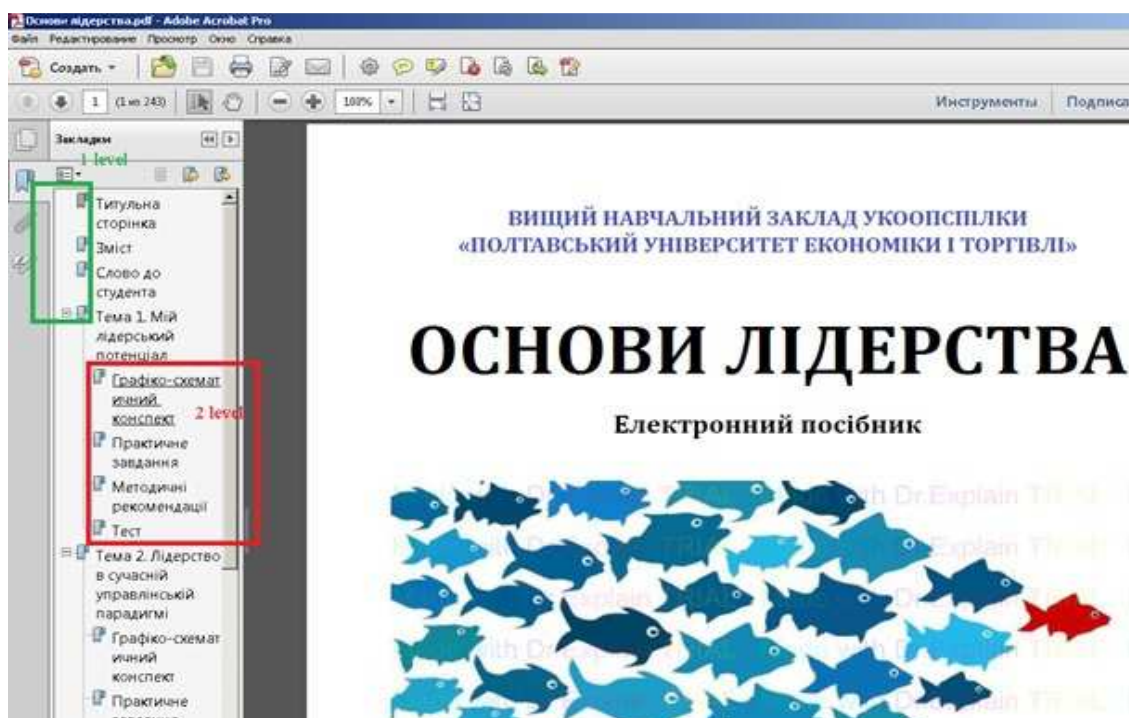 Основи лідерства.pdf - Adobe Acrobat Pro
Файл Редактирование Просмотр Окно Справка
Создать
1 (1 из 243) 100% Инструменты Подписа
Закладки
1 level
Титульна
сторінка
Зміст
Слово до
студента
Тема 1. Мій
лідерський
потенціал
Графіко-схемат
ичний
конспект
2 level
Практичне
завдання
Методичні
рекомендації
Тест
Тема 2. Лідерство
в сучасній
управлінській
парадигмі
Графіко-схемат
ичний
конспект
Практичне
ВИЩИЙ НАВЧАЛЬНИЙ ЗАКЛАД УКООПСПІЛКИ
«ПОЛТАВСЬКИЙ УНІВЕРСИТЕТ ЕКОНОМІКИ І ТОРГІВЛІ»
ОСНОВИ ЛІДЕРСТВА
Електронний посібник